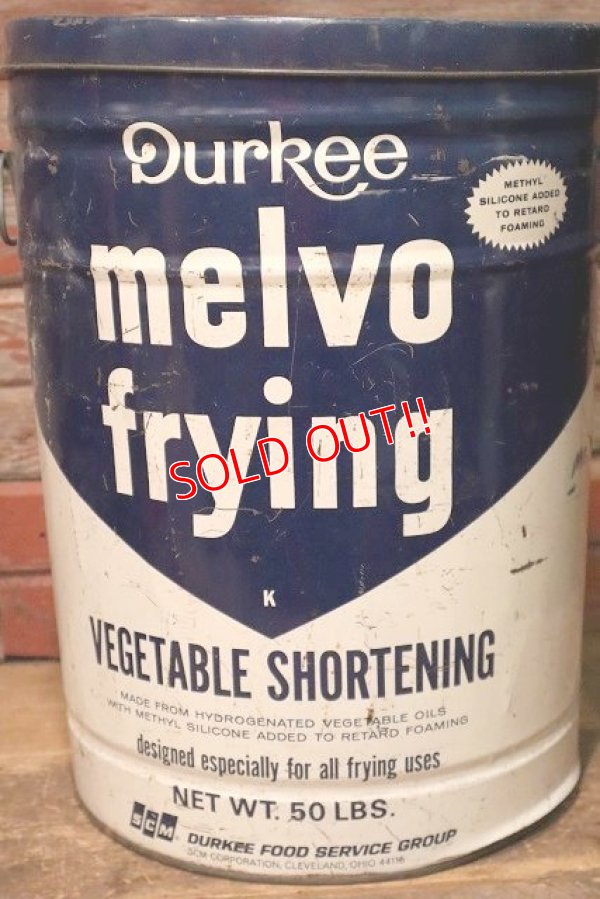 Durkee
METHYL
SILICONE ADDED
TO RETARD
FOAMING
melvo
frying
SOLD OUT!!
K
VEGETABLE SHORTENING
MADE FROM HYDROGENATED VEGETABLE OILS
WITH METHYL SILICONE ADDED TO RETARD FOAMING
designed especially for all frying uses
NET WT. 50 LBS.
SCM DURKEE FOOD SERVICE GROUP
SCM CORPORATION, CLEVELAND, OHIO 44116